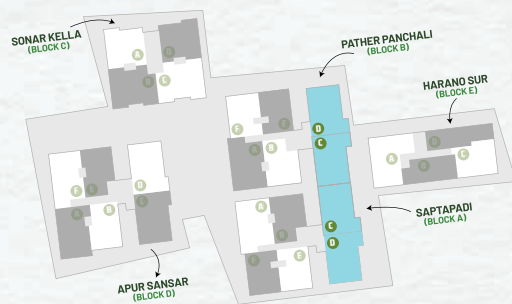 SONAR KELLA
(BLOCK C)
PATHER PANCHALI
(BLOCK B)
HARANO SUR
(BLOCK E)
A
D
B
C
D
C
F
E
A
B
A
D
B
C
F
E
A
B
D
C
A
B
F
E
C
D
SAPTAPADI
(BLOCK A)
APUR SANSAR
(BLOCK D)